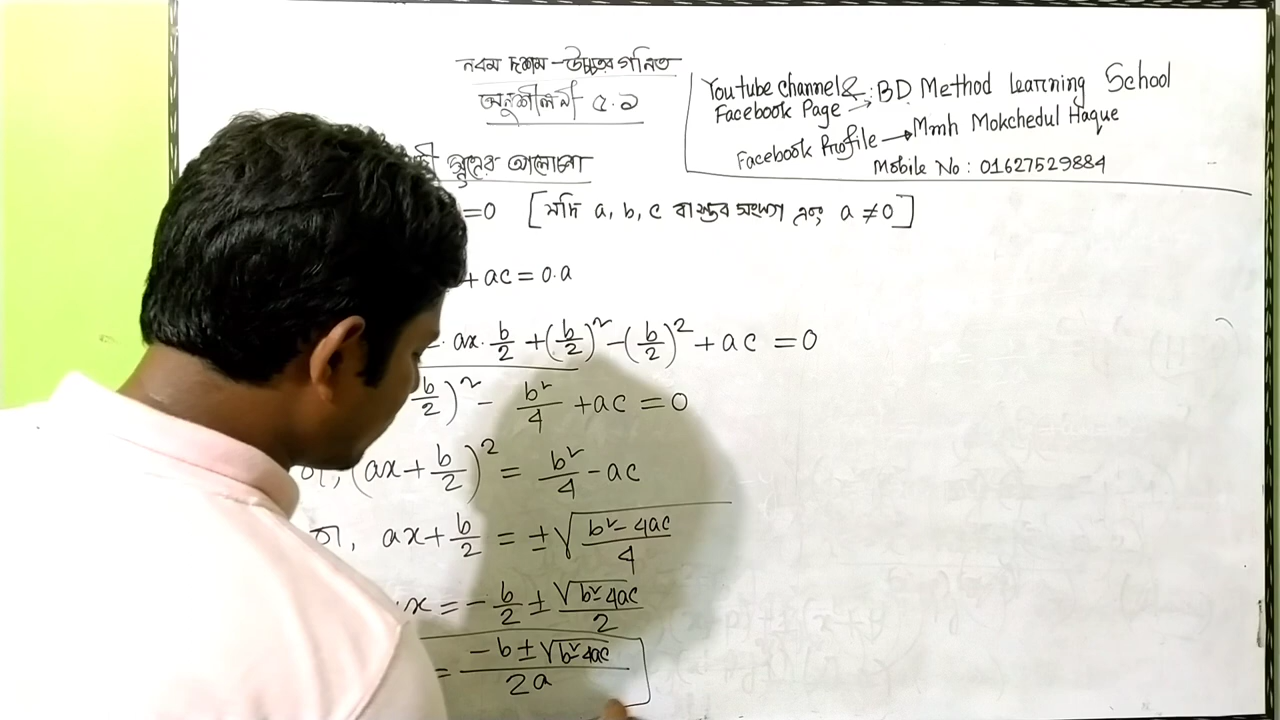 নবম দশম - উচ্চতর গনিত
অনুশীলনী - ৫.১
Youtube channel & : BD Method Learning School
Facebook Page →
Facebook Profile → Mmh Mokchedul Haque
Mobile No : 01627529884
সূত্রের আলোচনা
=0 [যদি a, b, c বাস্তব সংখ্যা এবং a ≠ 0]
+ ac = 0.a
. ax . b/2 + (b/2)² - (b/2)² + ac = 0
b/2)² - b²/4 + ac = 0
বা, (ax + b/2)² = b²/4 - ac
বা, ax + b/2 = ± √((b² - 4ac)/4)
x = - b/2 ± √(b² - 4ac)/2
= (-b ± √(b² - 4ac))/2a